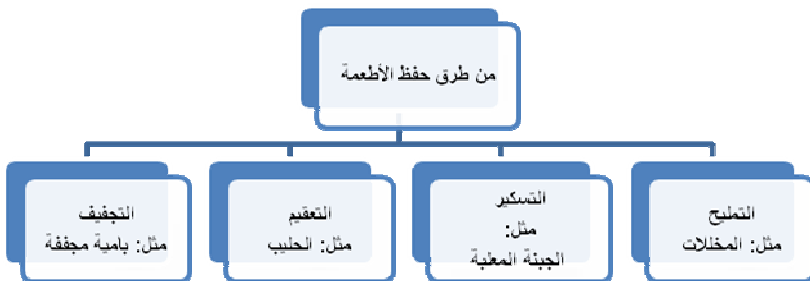 من طرق حفظ الأطعمة
التمليح
مثل: المخللات
التسكير
مثل:
الجبنة المعلبة
التعقيم
مثل: الحليب
التجفيف
مثل: بامية مجففة